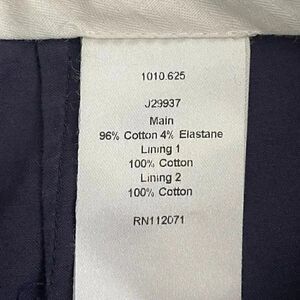 1010.625
J29937
Main
96% Cotton 4% Elastane
Lining 1
100% Cotton
Lining 2
100% Cotton
RN112071